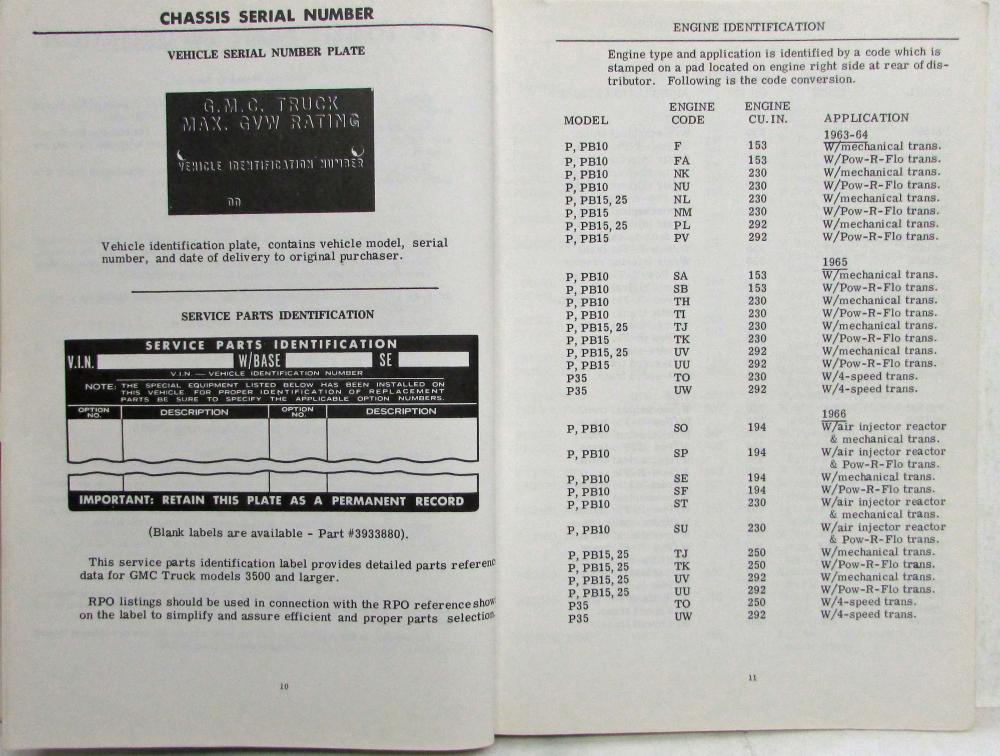 CHASSIS SERIAL NUMBER
VEHICLE SERIAL NUMBER PLATE
G.M.C. TRUCK
MAX. GVW RATING
VEHICLE IDENTIFICATION NUMBER
Vehicle identification plate, contains vehicle model, serial
number, and date of delivery to original purchaser.
SERVICE PARTS IDENTIFICATION
SERVICE PARTS IDENTIFICATION
V.I.N. W/BASE SE
V.I.N. — VEHICLE IDENTIFICATION NUMBER
NOTE: THE SPECIAL EQUIPMENT LISTED BELOW HAS BEEN INSTALLED ON
THIS VEHICLE FOR PROPER IDENTIFICATION OF REPLACEMENT
PARTS BE SURE TO SPECIFY THE APPLICABLE OPTION NUMBERS.
OPTION NO. DESCRIPTION OPTION NO. DESCRIPTION
IMPORTANT: RETAIN THIS PLATE AS A PERMANENT RECORD
(Blank labels are available - Part #3933880).
This service parts identification label provides detailed parts referenc
data for GMC Truck models 3500 and larger.
RPO listings should be used in connection with the RPO reference show
on the label to simplify and assure efficient and proper parts selection
10
ENGINE IDENTIFICATION
Engine type and application is identified by a code which is
stamped on a pad located on engine right side at rear of dis-
tributor. Following is the code conversion.
ENGINE ENGINE
MODEL CODE CU. IN. APPLICATION
1963-64
P, PB10 F 153 W/mechanical trans.
P, PB10 FA 153 W/Pow-R-Flo trans.
P, PB10 NK 230 W/mechanical trans.
P, PB10 NU 230 W/Pow-R-Flo trans.
P, PB15, 25 NL 230 W/mechanical trans.
P, PB15 NM 230 W/Pow-R-Flo trans.
P, PB15, 25 PL 292 W/mechanical trans.
P, PB15 PV 292 W/Pow-R-Flo trans.
1965
P, PB10 SA 153 W/mechanical trans.
P, PB10 SB 153 W/Pow-R-Flo trans.
P, PB10 TH 230 W/mechanical trans.
P, PB10 TI 230 W/Pow-R-Flo trans.
P, PB15, 25 TJ 230 W/mechanical trans.
P, PB15 TK 230 W/Pow-R-Flo trans.
P, PB15, 25 UV 292 W/mechanical trans.
P, PB15 UU 292 W/Pow-R-Flo trans.
P35 TO 230 W/4-speed trans.
P35 UW 292 W/4-speed trans.
1966
P, PB10 SO 194 W/air injector reactor
& mechanical trans.
P, PB10 SP 194 W/air injector reactor
& Pow-R-Flo trans.
P, PB10 SE 194 W/mechanical trans.
P, PB10 SF 194 W/Pow-R-Flo trans.
P, PB10 ST 230 W/air injector reactor
& mechanical trans.
P, PB10 SU 230 W/air injector reactor
& Pow-R-Flo trans.
P, PB15, 25 TJ 250 W/mechanical trans.
P, PB15, 25 TK 250 W/Pow-R-Flo trans.
P, PB15, 25 UV 292 W/mechanical trans.
P, PB15, 25 UU 292 W/Pow-R-Flo trans.
P35 TO 250 W/4-speed trans.
P35 UW 292 W/4-speed trans.
11